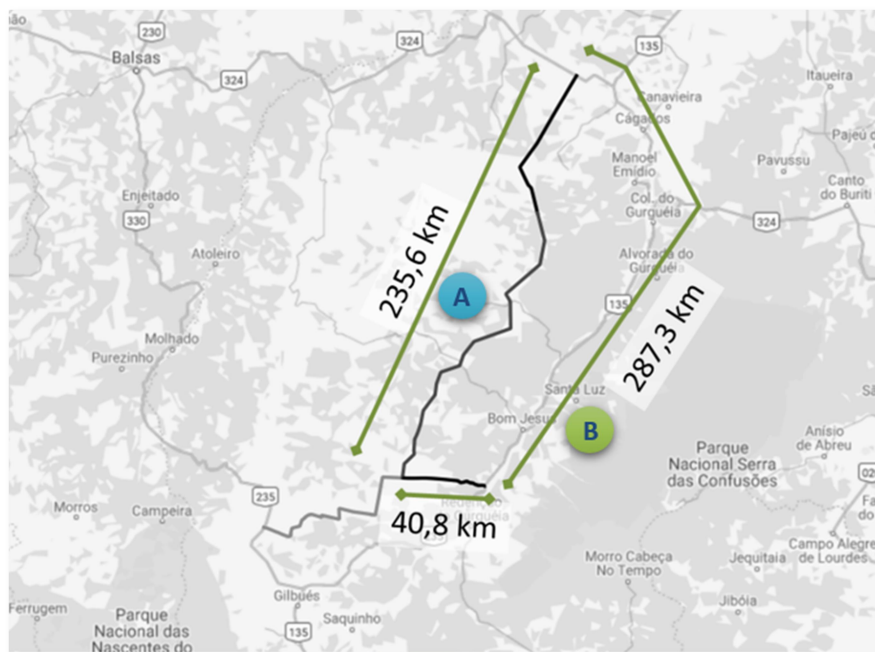 ão
230
Balsas
324
324
135
Itaueira
Canavieira
Cágados
Pajeú d
Manoel
Emídio
Pavussu
Canto
do Buriti
Enjeitado
330
Col. do
Gurguéia
324
Atoleiro
Alvorada do
Gurguéia
235,6 km
A
135
287,3 km
Molhado
Purezinho
Santa Luz
Bom Jesus
B
Anísio
de Abreu
Parque
Nacional Serra
das Confusões
020
235
Morros
Campeira
40,8 km
Campo Alegre
de Lourdes
Morro Cabeça
No Tempo
Jequitaia
Jibóia
Gilbués
Ferrugem
Saquinho
135
Parque
Nacional das
Nascentes do